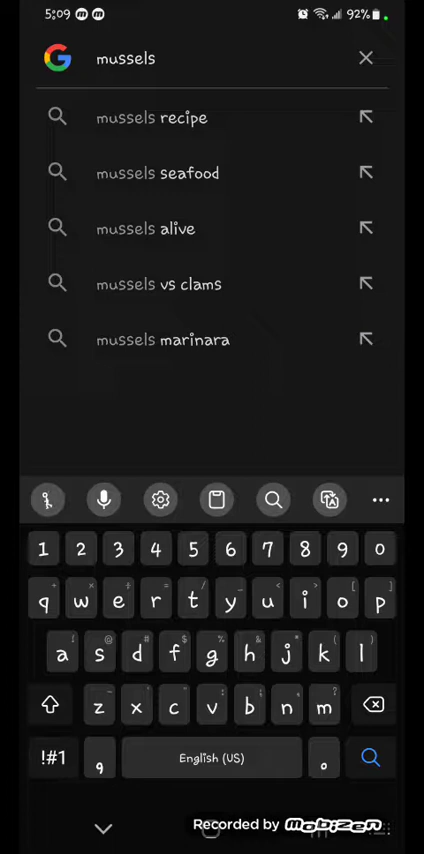 5:09 m m 92%
mussels
mussels recipe
mussels seafood
mussels alive
mussels vs clams
mussels marinara
1 2 3 4 5 6 7 8 9 0
+ × ÷ = / _ < > [ ]
q w e r t y u i o p
! @ # $ % & * ( )
a s d f g h j k l
- ' " : ; , ?
z x c v b n m
!#1 , English (US) .
Recorded by mobizen